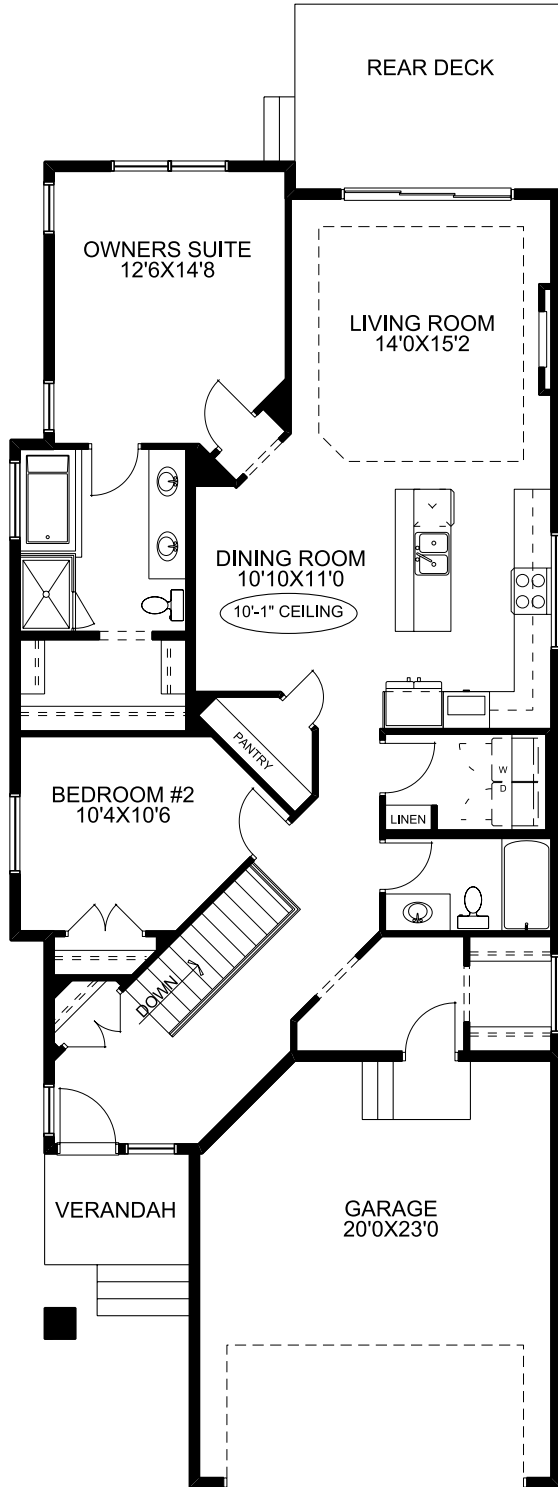 REAR DECK
OWNERS SUITE
12'6X14'8
LIVING ROOM
14'0X15'2
DINING ROOM
10'10X11'0
10'-1" CEILING
PANTRY
W
D
LINEN
BEDROOM #2
10'4X10'6
DOWN
VERANDAH
GARAGE
20'0X23'0